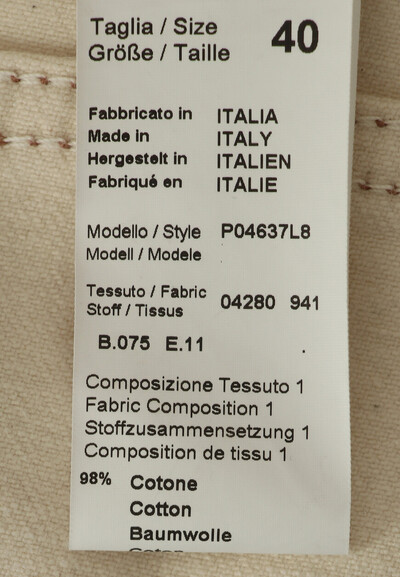 Taglia / Size 40
Größe / Taille
Fabbricato in ITALIA
Made in ITALY
Hergestelt in ITALIEN
Fabriqué en ITALIE
Modello / Style P04637L8
Modell / Modele
Tessuto / Fabric 04280 941
Stoff / Tissus
B.075 E.11
Composizione Tessuto 1
Fabric Composition 1
Stoffzusammensetzung 1
Composition de tissu 1
98% Cotone
Cotton
Baumwolle